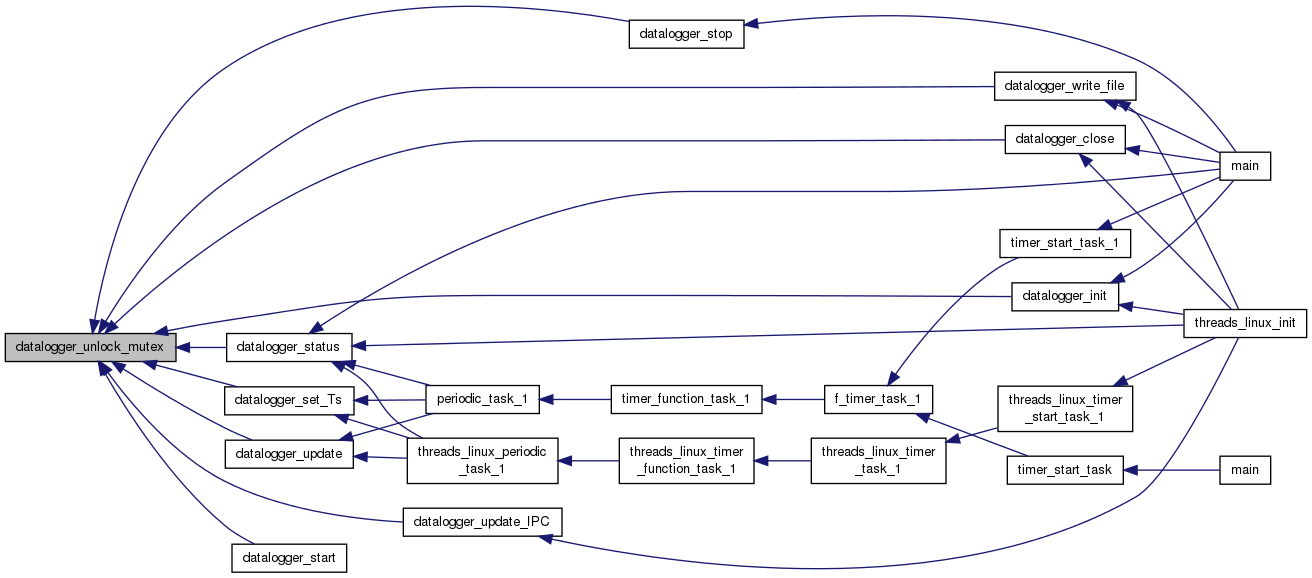 datalogger_stop
datalogger_write_file
datalogger_close
main
timer_start_task_1
datalogger_init
threads_linux_init
datalogger_unlock_mutex
datalogger_status
datalogger_set_Ts
periodic_task_1
timer_function_task_1
f_timer_task_1
threads_linux_timer
_start_task_1
datalogger_update
threads_linux_periodic
_task_1
threads_linux_timer
_function_task_1
threads_linux_timer
_task_1
timer_start_task
main
datalogger_update_IPC
datalogger_start